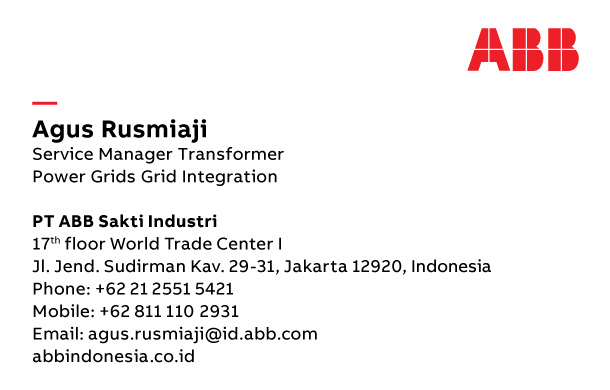 ABB
Agus Rusmiaji
Service Manager Transformer
Power Grids Grid Integration
PT ABB Sakti Industri
17th floor World Trade Center I
Jl. Jend. Sudirman Kav. 29-31, Jakarta 12920, Indonesia
Phone: +62 21 2551 5421
Mobile: +62 811 110 2931
Email: agus.rusmiaji@id.abb.com
abbindonesia.co.id